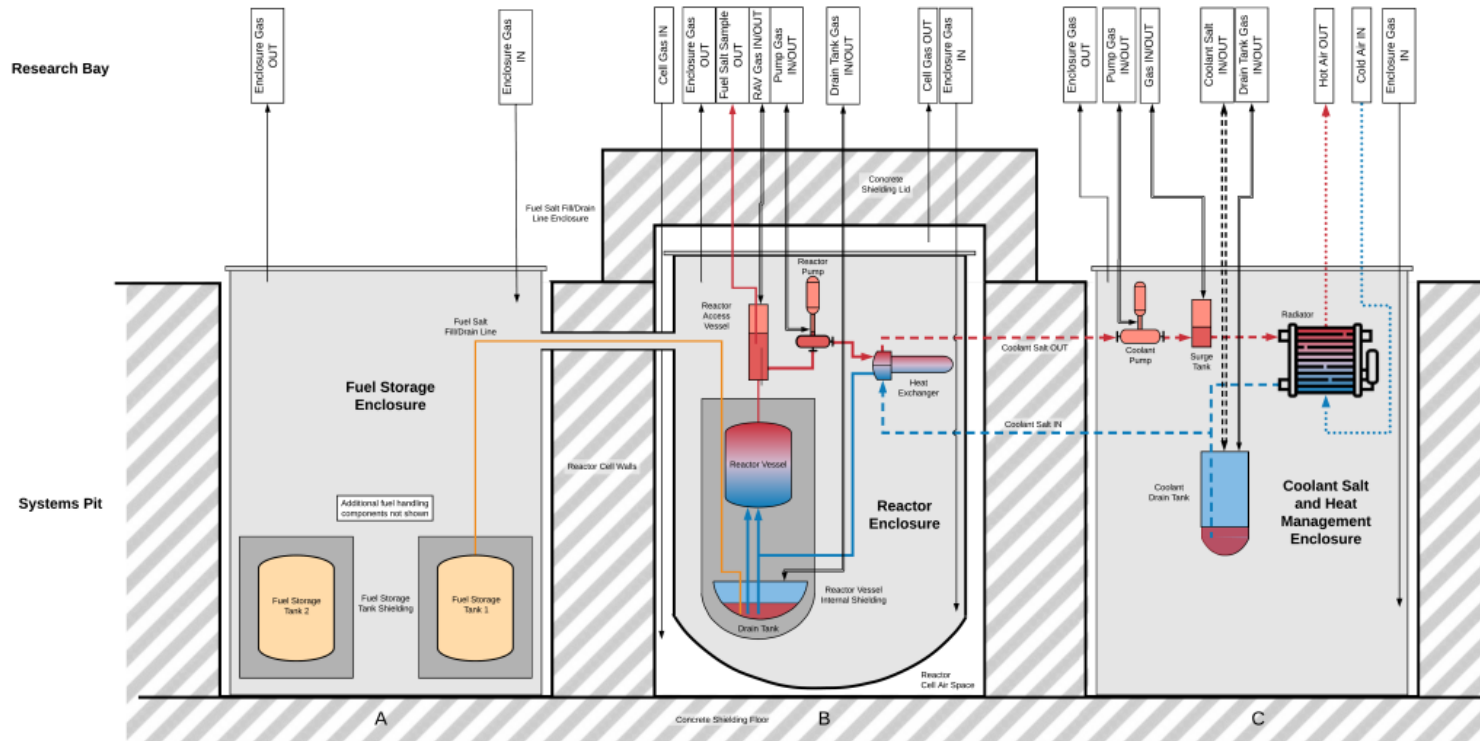 Research Bay
Enclosure Gas
OUT
Enclosure Gas
IN
Cell Gas IN
Enclosure Gas
OUT
Fuel Salt Sample
OUT
RAV Gas IN/OUT
Pump Gas
IN/OUT
Drain Tank Gas
IN/OUT
Cell Gas OUT
Enclosure Gas
IN
Enclosure Gas
OUT
Pump Gas
IN/OUT
Gas IN/OUT
Coolant Salt
IN/OUT
Drain Tank Gas
IN/OUT
Hot Air OUT
Cold Air IN
Enclosure Gas
IN
Concrete
Shielding Lid
Fuel Salt Fill/Drain
Line Enclosure
Reactor
Pump
Reactor
Access
Vessel
Fuel Salt
Fill/Drain Line
Radiator
Coolant Salt OUT
Coolant
Pump
Surge
Tank
Heat
Exchanger
Fuel Storage
Enclosure
Coolant Salt IN
Reactor Cell Walls
Reactor Vessel
Systems Pit
Additional fuel handling
components not shown
Reactor
Enclosure
Coolant
Drain Tank
Coolant Salt
and Heat
Management
Enclosure
Fuel Storage
Tank 2
Fuel Storage
Tank Shielding
Fuel Storage
Tank 1
Reactor Vessel
Internal Shielding
Drain Tank
Reactor
Cell Air Space
A
Concrete Shielding Floor
B
C